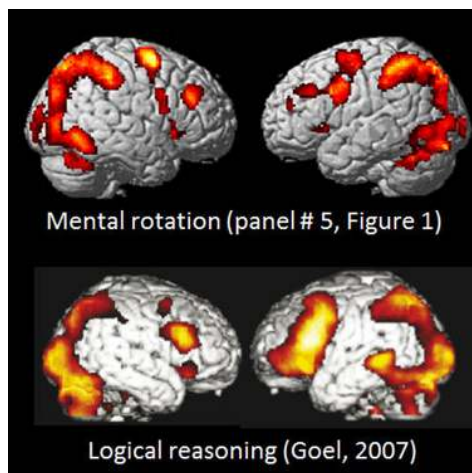 Mental rotation (panel # 5, Figure 1)
Logical reasoning (Goel, 2007)